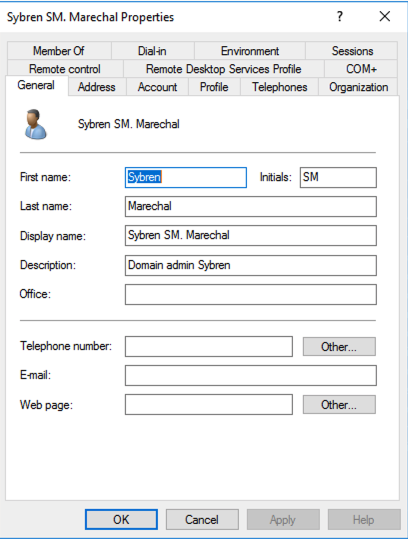 Sybren SM. Marechal Properties ? ✕
Member Of Dial-in Environment Sessions
Remote control Remote Desktop Services Profile COM+
General Address Account Profile Telephones Organization
Sybren SM. Marechal
First name: Sybren Initials: SM
Last name: Marechal
Display name: Sybren SM. Marechal
Description: Domain admin Sybren
Office:
Telephone number: Other...
E-mail:
Web page: Other...
OK Cancel Apply Help